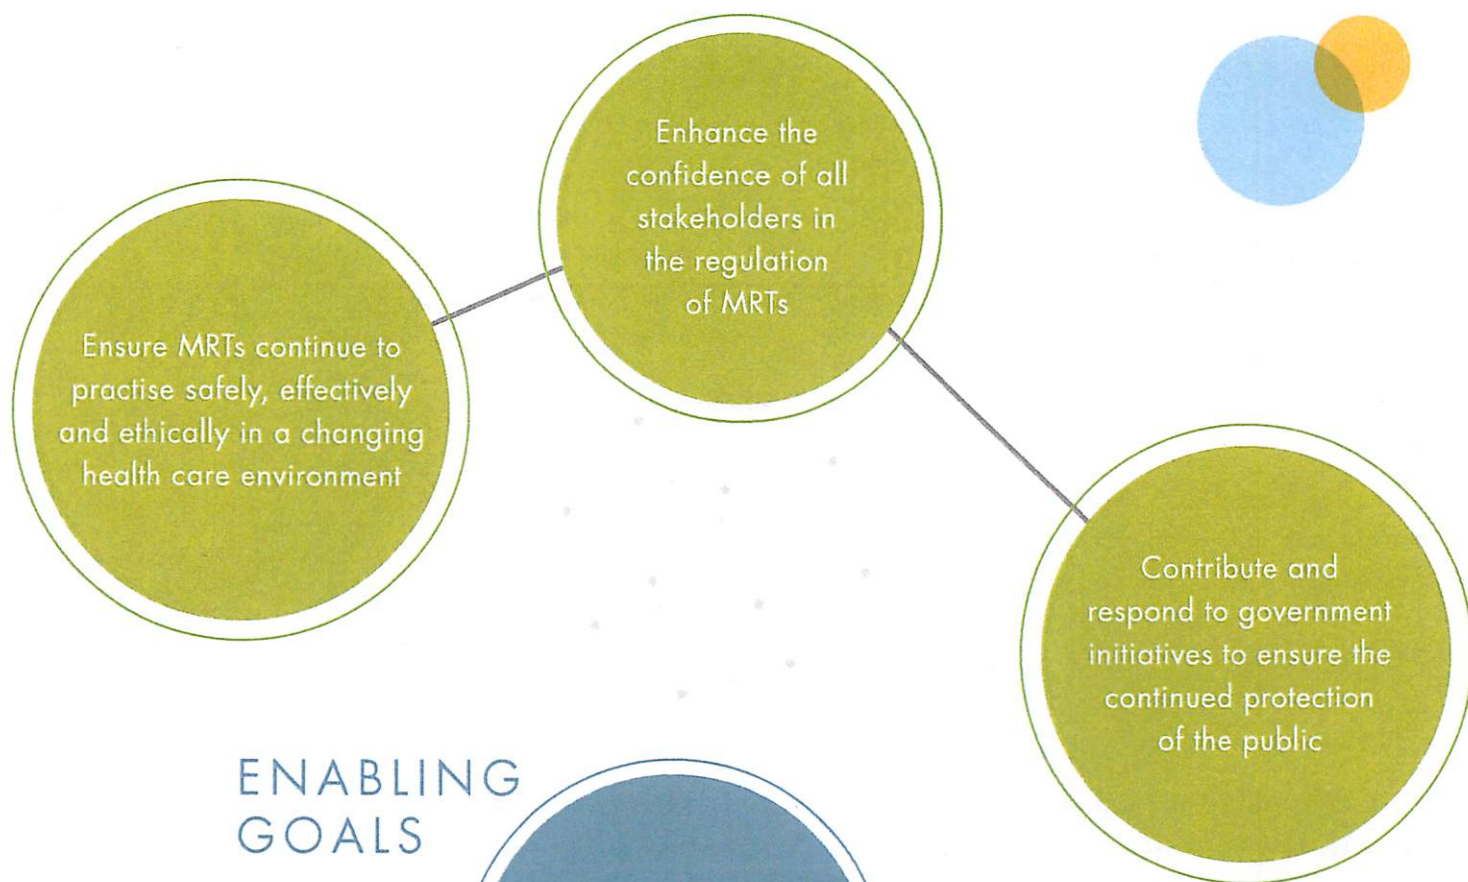 Enhance the
confidence of all
stakeholders in
the regulation
of MRTs
Ensure MRTs continue to
practise safely, effectively
and ethically in a changing
health care environment
Contribute and
respond to government
initiatives to ensure the
continued protection
of the public
ENABLING
GOALS